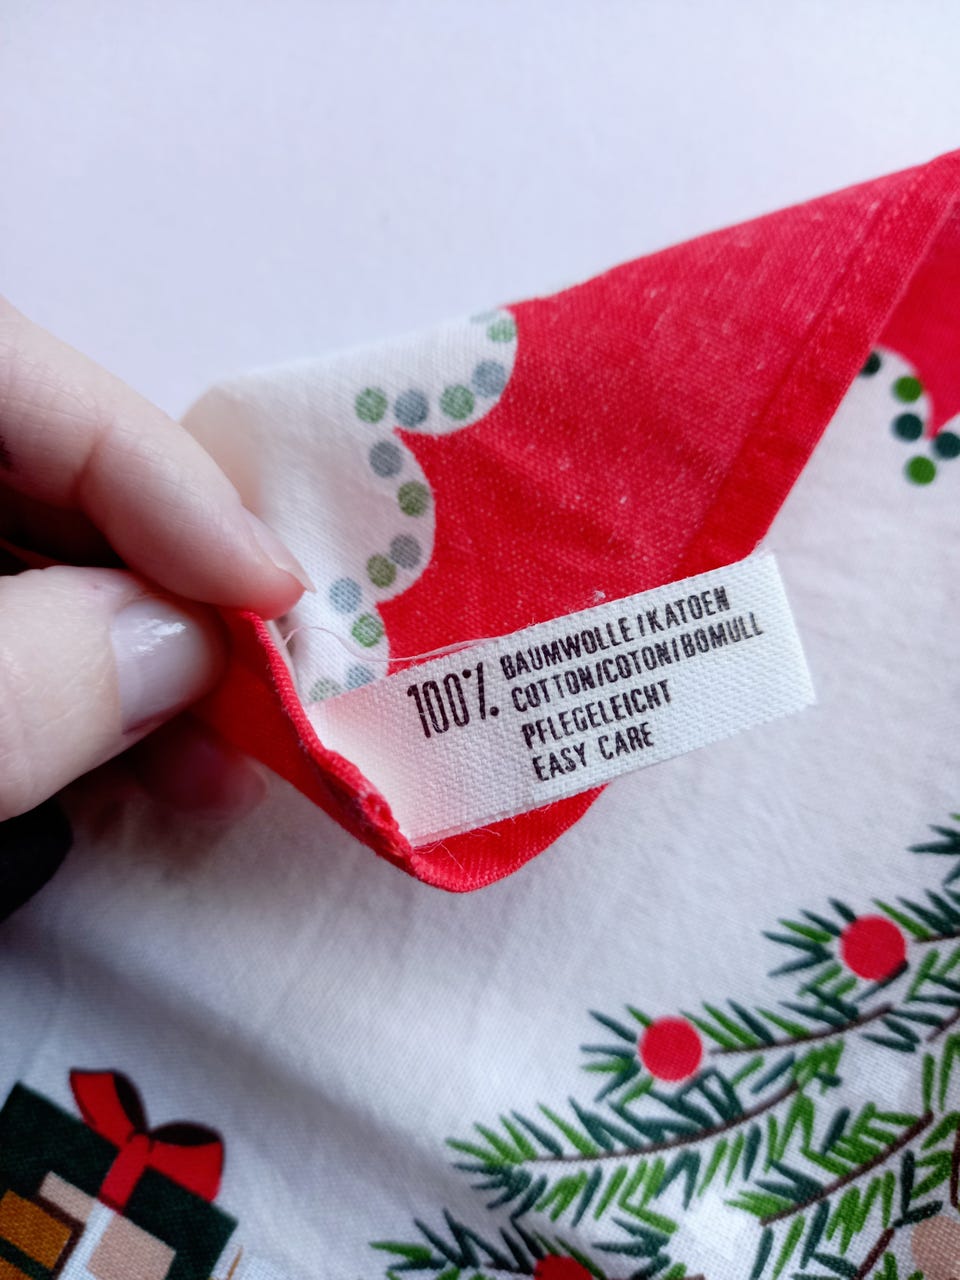 100% BAUMWOLLE/KATOEN
COTTON/COTON/BOMULL
PFLEGELEICHT
EASY CARE